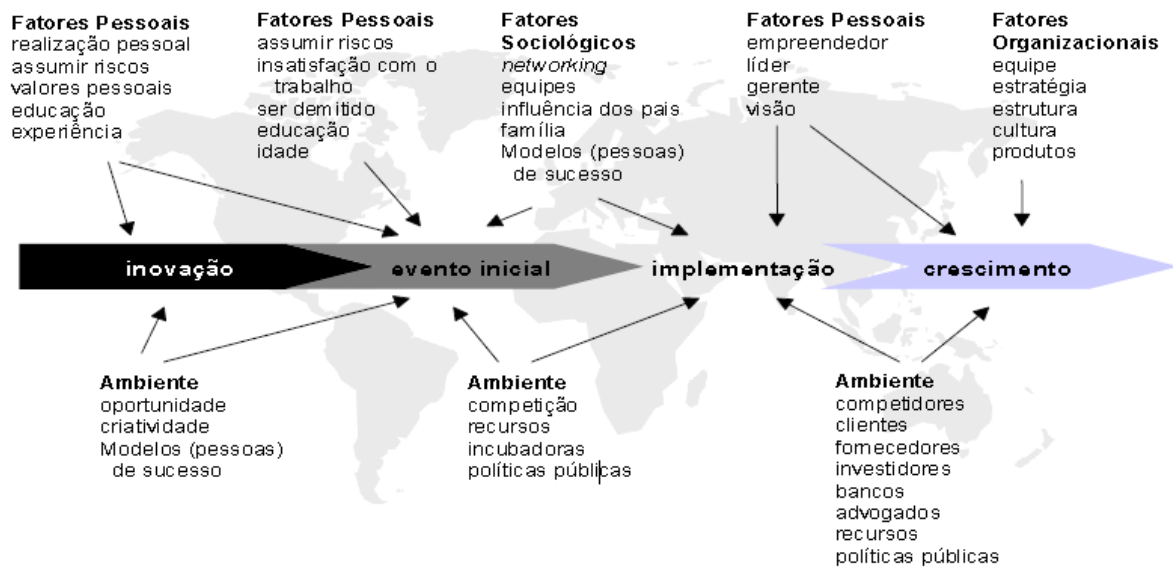 Fatores Pessoais
realização pessoal
assumir riscos
valores pessoais
educação
experiência
Fatores Pessoais
assumir riscos
insatisfação com o
trabalho
ser demitido
educação
idade
Fatores
Sociológicos
networking
equipes
influência dos pais
família
Modelos (pessoas)
de sucesso
Fatores Pessoais
empreendedor
líder
gerente
visão
Fatores
Organizacionais
equipe
estratégia
estrutura
cultura
produtos
inovação
evento inicial
implementação
crescimento
Ambiente
oportunidade
criatividade
Modelos (pessoas)
de sucesso
Ambiente
competição
recursos
incubadoras
políticas públicas
Ambiente
competidores
clientes
fornecedores
investidores
bancos
advogados
recursos
políticas públicas